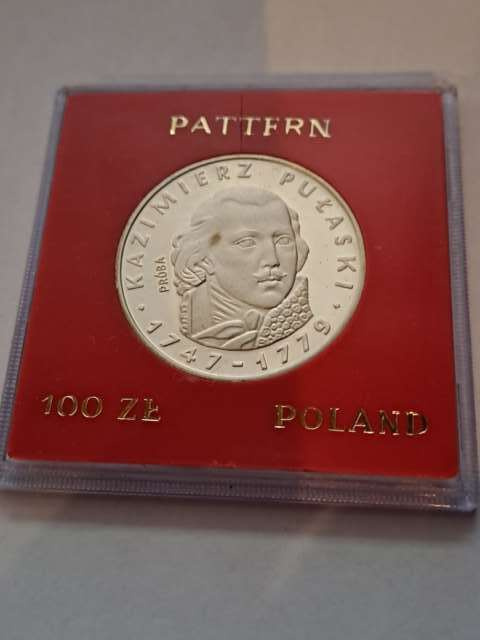 PATTERN
KAZIMIERZ PUŁASKI
PRÓBA
1747-1779
100 ZŁ
POLAND